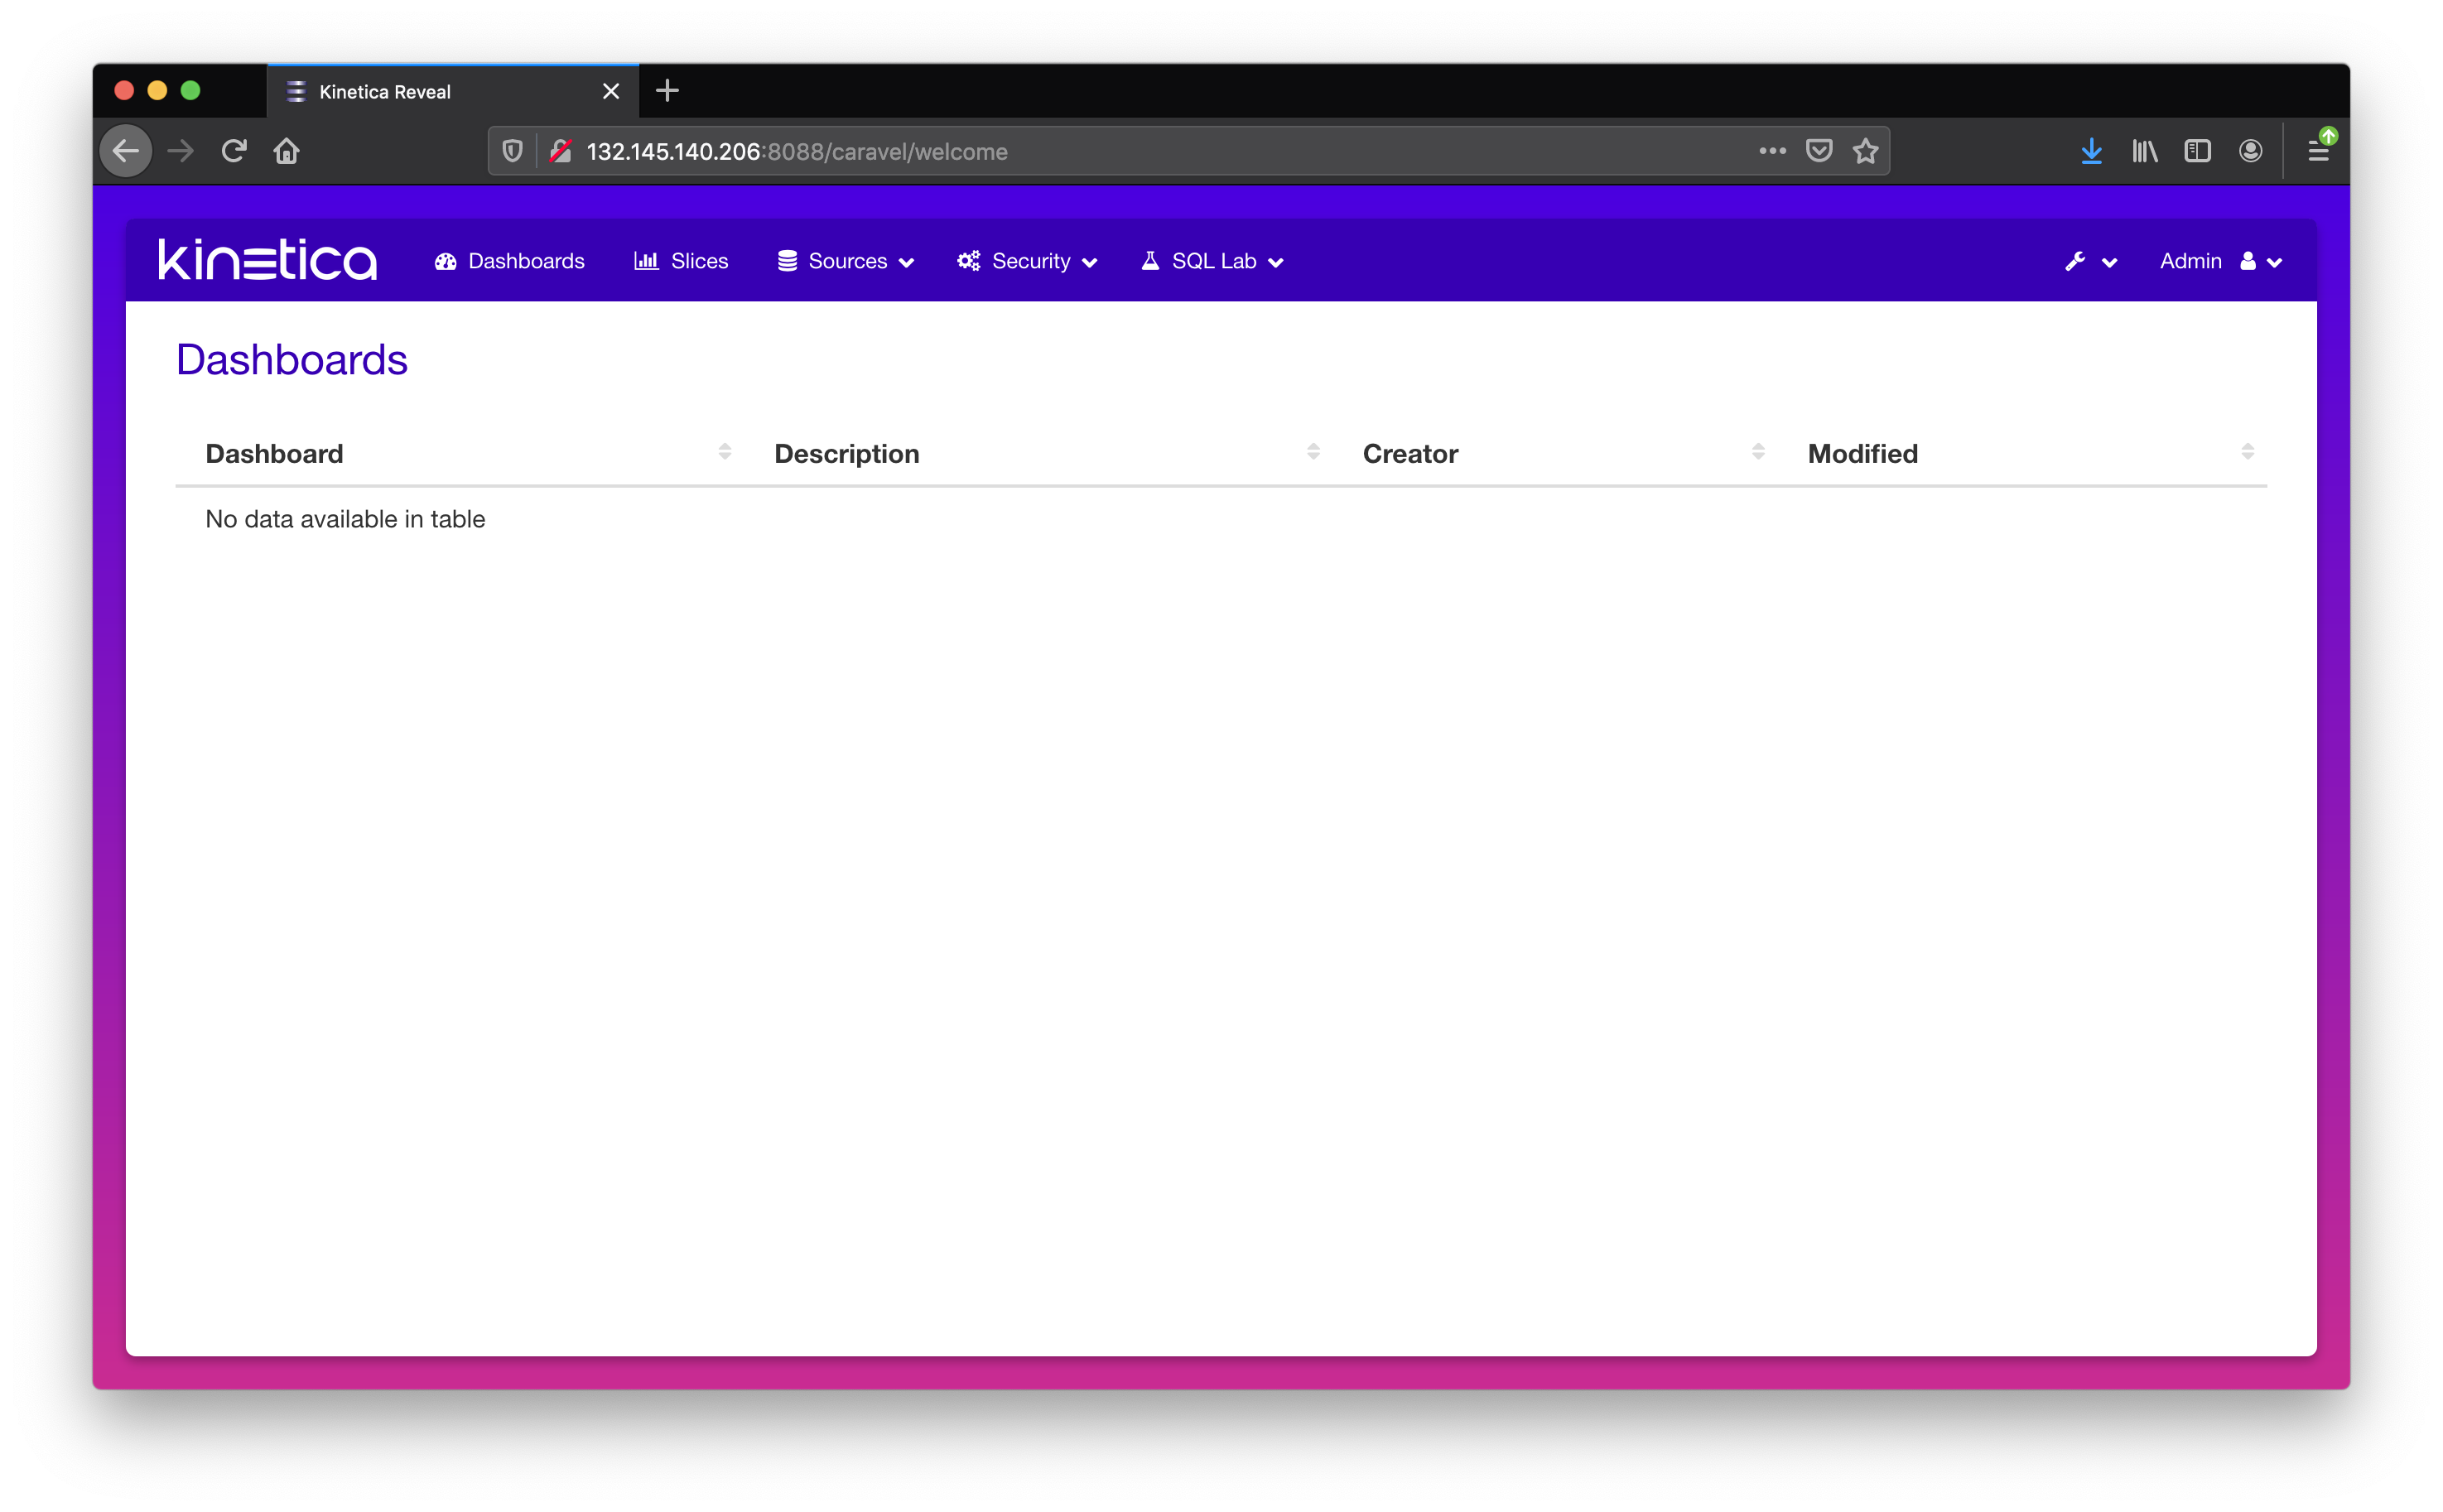 Kinetica Reveal
132.145.140.206:8088/caravel/welcome
kinetica Dashboards Slices Sources Security SQL Lab Admin
Dashboards
Dashboard Description Creator Modified
No data available in table